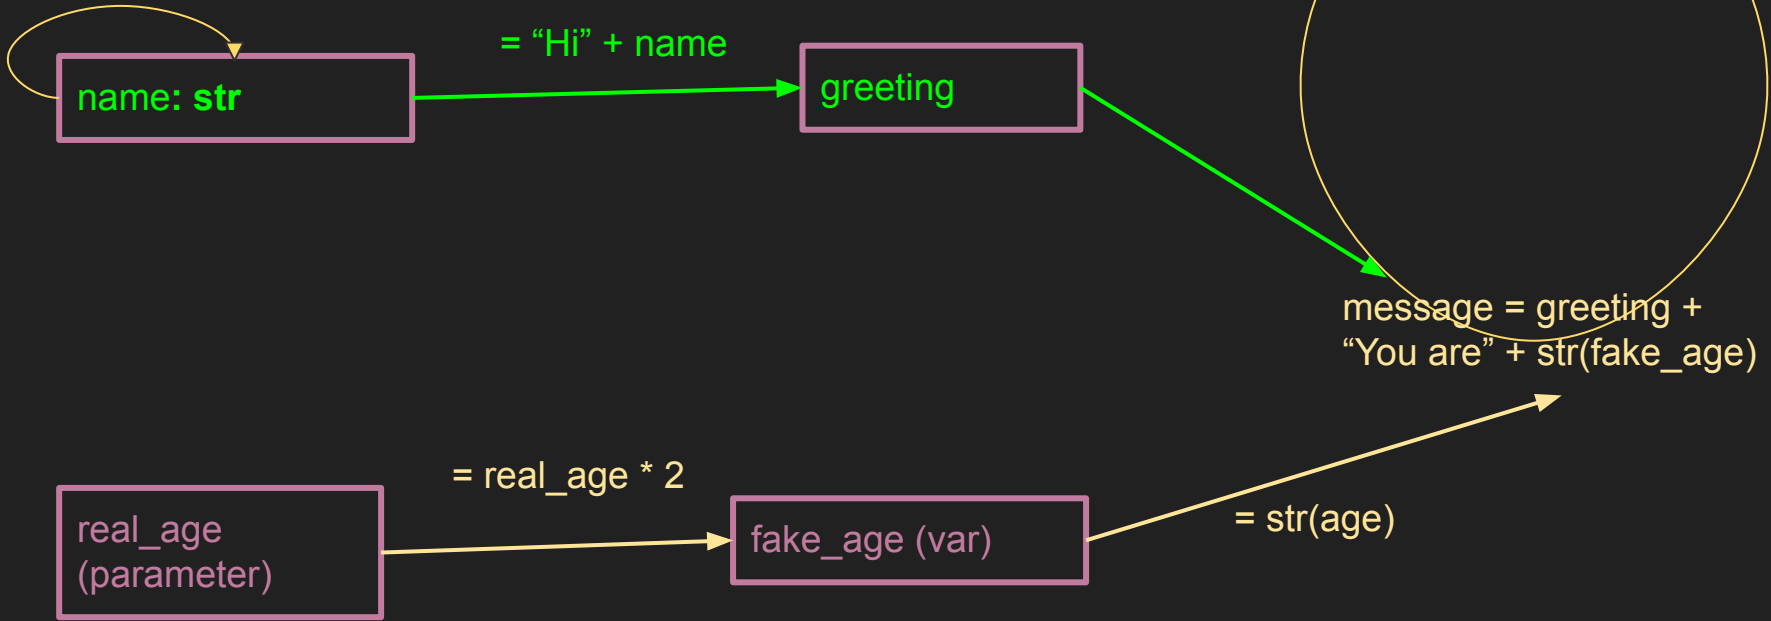 = “Hi” + name
name: str
greeting
message = greeting +
“You are” + str(fake_age)
= real_age * 2
real_age
(parameter)
fake_age (var)
= str(age)